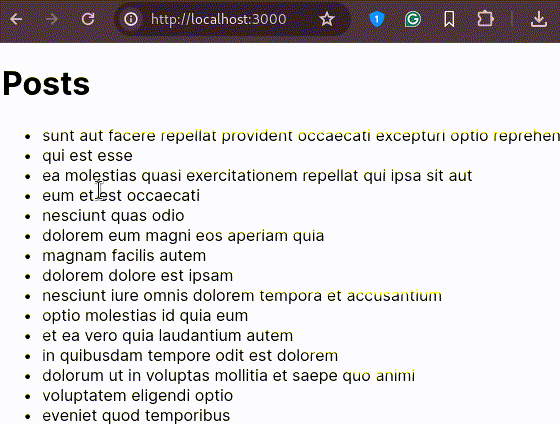 http://localhost:3000
Posts
sunt aut facere repellat provident occaecati excepturi optio reprehen
qui est esse
ea molestias quasi exercitationem repellat qui ipsa sit aut
eum et est occaecati
nesciunt quas odio
dolorem eum magni eos aperiam quia
magnam facilis autem
dolorem dolore est ipsam
nesciunt iure omnis dolorem tempora et accusantium
optio molestias id quia eum
et ea vero quia laudantium autem
in quibusdam tempore odit est dolorem
dolorum ut in voluptas mollitia et saepe quo animi
voluptatem eligendi optio
eveniet quod temporibus